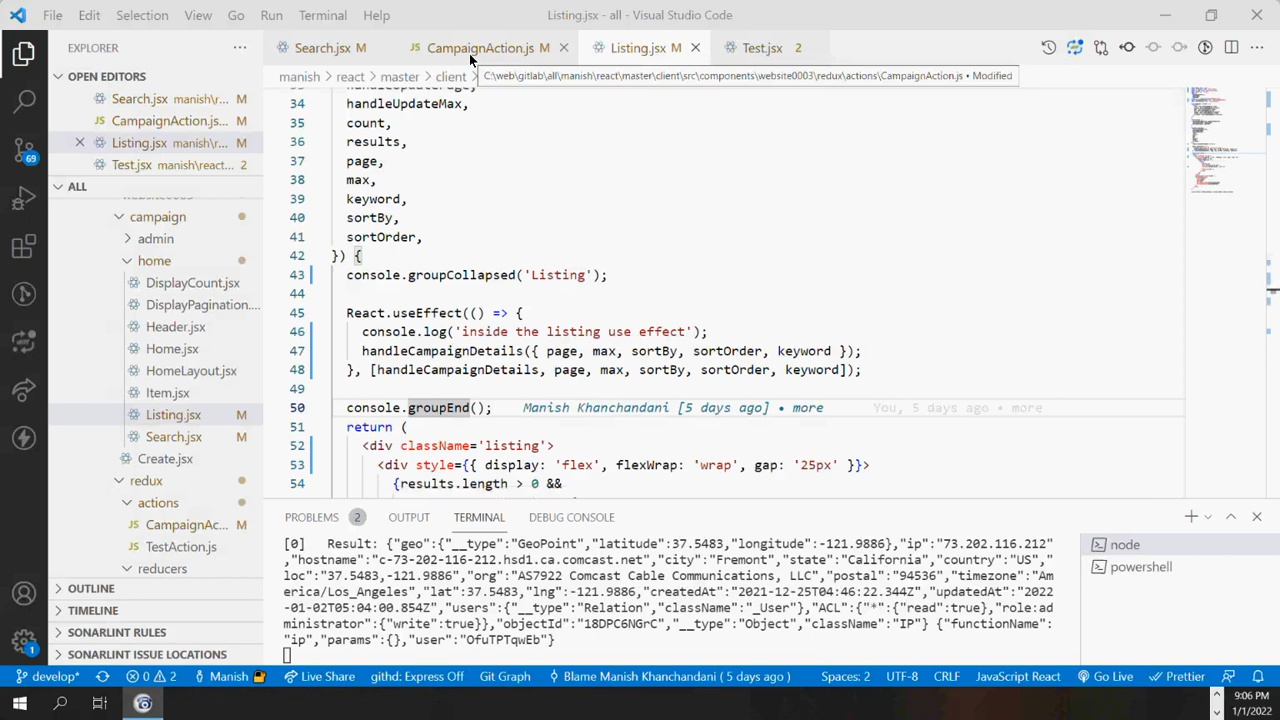 File Edit Selection View Go Run Terminal Help Listing.jsx - all - Visual Studio Code
EXPLORER
Search.jsx M CampaignAction.js M Listing.jsx M Test.jsx 2
OPEN EDITORS
Search.jsx manish\r... M
CampaignAction.js... M
Listing.jsx manish\r... M
Test.jsx manish\react... 2
ALL
campaign
admin
home
DisplayCount.jsx
DisplayPagination....
Header.jsx
Home.jsx
HomeLayout.jsx
Item.jsx
Listing.jsx M
Search.jsx M
Create.jsx
redux
actions
CampaignAc... M
TestAction.js
reducers
OUTLINE
TIMELINE
SONARLINT RULES
SONARLINT ISSUE LOCATIONS
69
1
manish > react > master > client >
C:\web\gitlab\all\manish\react\master\client\src\components\website0003\redux\actions\CampaignAction.js • Modified
34 handleUpdateMax,
35 count,
36 results,
37 page,
38 max,
39 keyword,
40 sortBy,
41 sortOrder,
42 }) {
43 console.groupCollapsed('Listing');
44
45 React.useEffect(() => {
46 console.log('inside the listing use effect');
47 handleCampaignDetails({ page, max, sortBy, sortOrder, keyword });
48 }, [handleCampaignDetails, page, max, sortBy, sortOrder, keyword]);
49
50 console.groupEnd(); Manish Khanchandani [5 days ago] • more You, 5 days ago • more
51 return (
52 <div className='listing'>
53 <div style={{ display: 'flex', flexWrap: 'wrap', gap: '25px' }}>
54 {results.length > 0 &&
PROBLEMS 2 OUTPUT TERMINAL DEBUG CONSOLE
[0] Result: {"geo":{"__type":"GeoPoint","latitude":37.5483,"longitude":-121.9886},"ip":"73.202.116.212"
,"hostname":"c-73-202-116-212.hsd1.ca.comcast.net","city":"Fremont","state":"California","country":"US","
loc":"37.5483,-121.9886","org":"AS7922 Comcast Cable Communications, LLC","postal":"94536","timezone":"Am
erica/Los_Angeles","lat":37.5483,"lng":-121.9886,"createdAt":"2021-12-25T04:46:22.344Z","updatedAt":"2022
-01-02T05:04:00.854Z","users":{"__type":"Relation","className":"_User"},"ACL":{"*":{"read":true},"role:ad
ministrator":{"write":true}},"objectId":"18DPC6NGrC","__type":"Object","className":"IP"} {"functionName":
"ip","params":{},"user":"OfuTPTqwEb"}
node
powershell
develop* 0 2 Manish Live Share githd: Express Off Git Graph Blame Manish Khanchandani ( 5 days ago ) Spaces: 2 UTF-8 CRLF JavaScript React Go Live Prettier
9:06 PM
1/1/2022